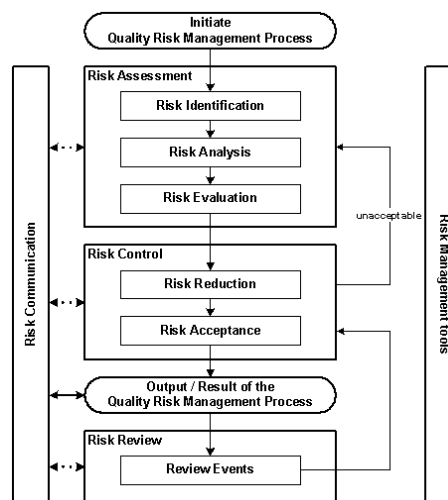 Initiate
Quality Risk Management Process
Risk Assessment
Risk Identification
Risk Analysis
Risk Evaluation
unacceptable
Risk Control
Risk Reduction
Risk Acceptance
Output / Result of the
Quality Risk Management Process
Risk Review
Review Events
Risk Communication
Risk Management tools